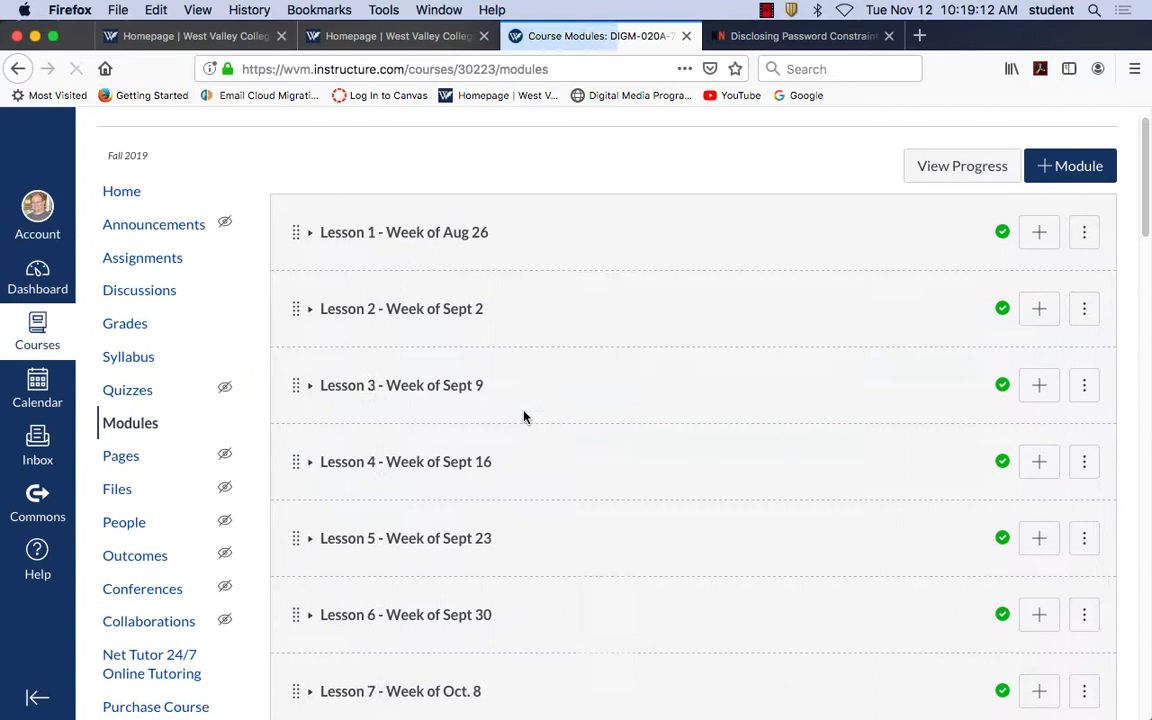 Firefox File Edit View History Bookmarks Tools Window Help Tue Nov 12 10:19:12 AM student
Homepage | West Valley Colleg Homepage | West Valley Colleg Course Modules: DIGM-020A-7 Disclosing Password Constraint
https://wvm.instructure.com/courses/30223/modules Search
Most Visited Getting Started Email Cloud Migrati... Log In to Canvas Homepage | West V... Digital Media Progra... YouTube Google
Fall 2019
View Progress
Module
Account
Dashboard
Courses
Calendar
Inbox
Commons
Help
Home
Announcements
Assignments
Discussions
Grades
Syllabus
Quizzes
Modules
Pages
Files
People
Outcomes
Conferences
Collaborations
Net Tutor 24/7
Online Tutoring
Purchase Course
Lesson 1 - Week of Aug 26
Lesson 2 - Week of Sept 2
Lesson 3 - Week of Sept 9
Lesson 4 - Week of Sept 16
Lesson 5 - Week of Sept 23
Lesson 6 - Week of Sept 30
Lesson 7 - Week of Oct. 8